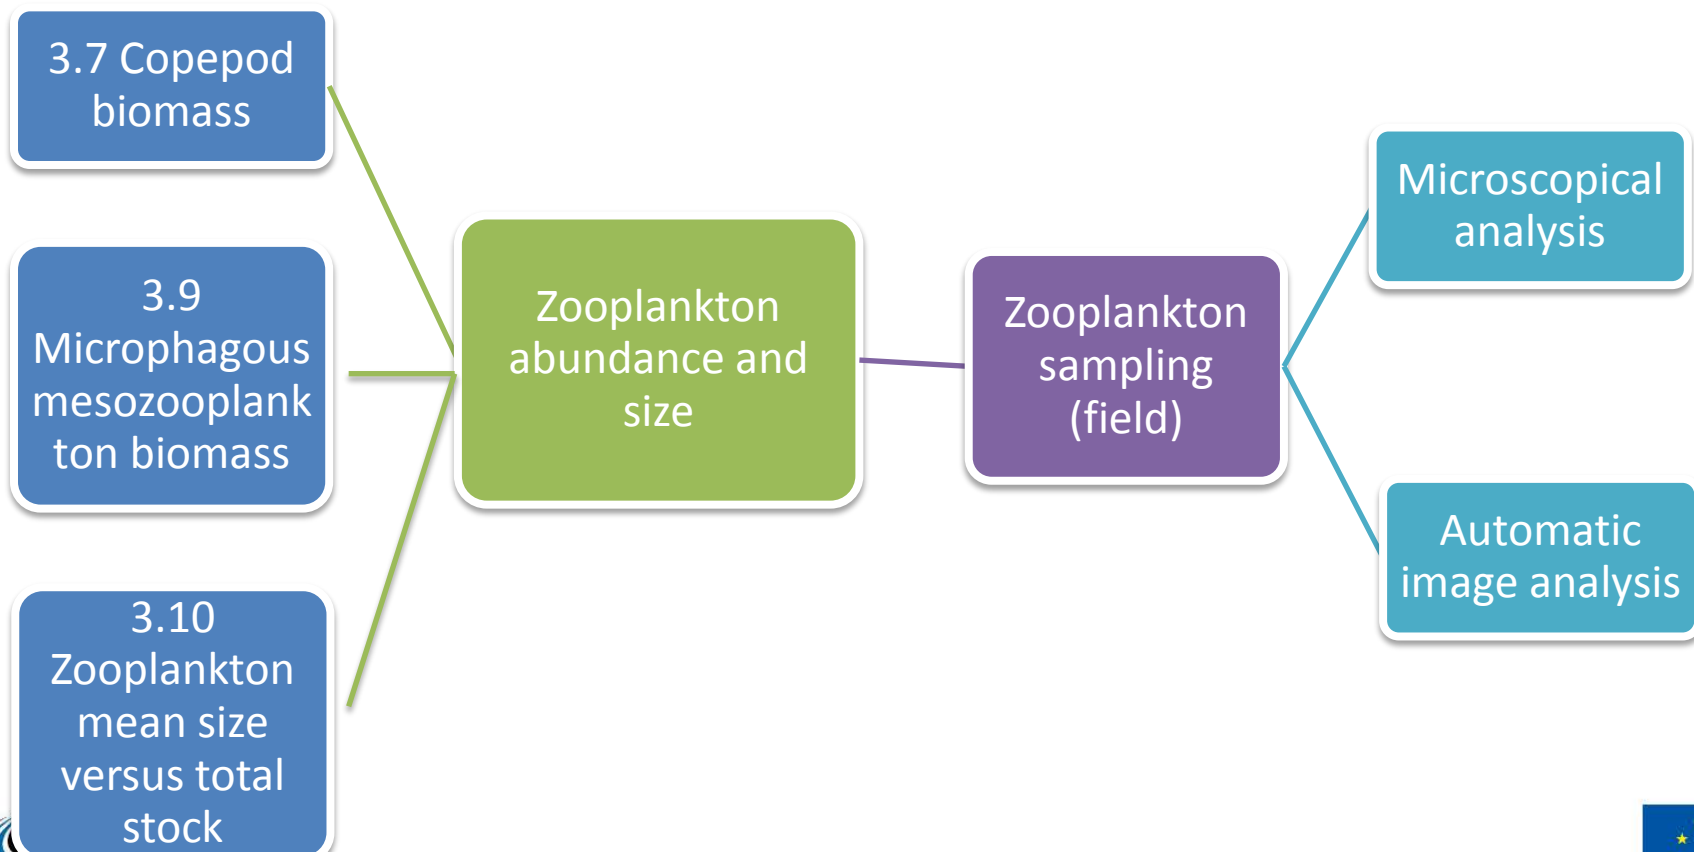 3.7 Copepod
biomass
3.9
Microphagous
mesozooplank
ton biomass
3.10
Zooplankton
mean size
versus total
stock
Zooplankton
abundance and
size
Zooplankton
sampling
(field)
Microscopical
analysis
Automatic
image analysis